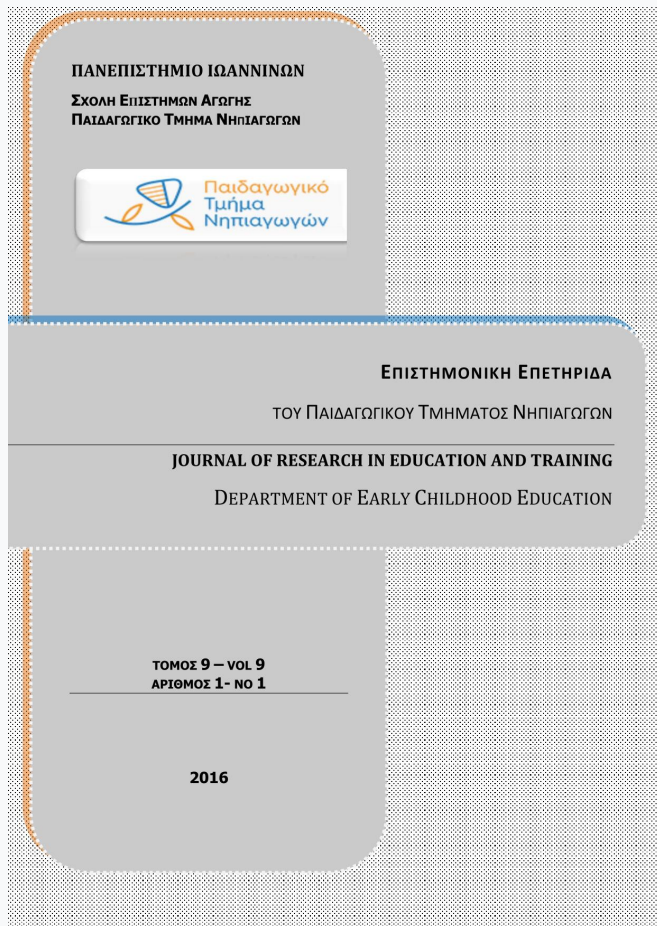 ΠΑΝΕΠΙΣΤΗΜΙΟ ΙΩΑΝΝΙΝΩΝ
ΣΧΟΛΗ ΕΠΙΣΤΗΜΩΝ ΑΓΩΓΗΣ
ΠΑΙΔΑΓΩΓΙΚΟ ΤΜΗΜΑ ΝΗΠΙΑΓΩΓΩΝ
Παιδαγωγικό
Τμήμα
Νηπιαγωγών
ΕΠΙΣΤΗΜΟΝΙΚΗ ΕΠΕΤΗΡΙΔΑ
ΤΟΥ ΠΑΙΔΑΓΩΓΙΚΟΥ ΤΜΗΜΑΤΟΣ ΝΗΠΙΑΓΩΓΩΝ
JOURNAL OF RESEARCH IN EDUCATION AND TRAINING
DEPARTMENT OF EARLY CHILDHOOD EDUCATION
ΤΟΜΟΣ 9 – VOL 9
ΑΡΙΘΜΟΣ 1- NO 1
2016